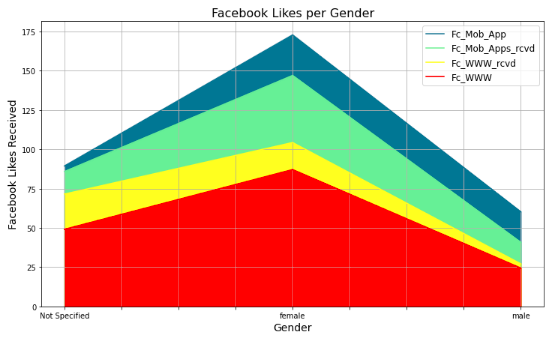 Facebook Likes per Gender
Fc_Mob_App
Fc_Mob_Apps_rcvd
Fc_WWW_rcvd
Fc_WWW
Facebook Likes Received
175
150
125
100
75
50
25
0
Not Specified female male
Gender